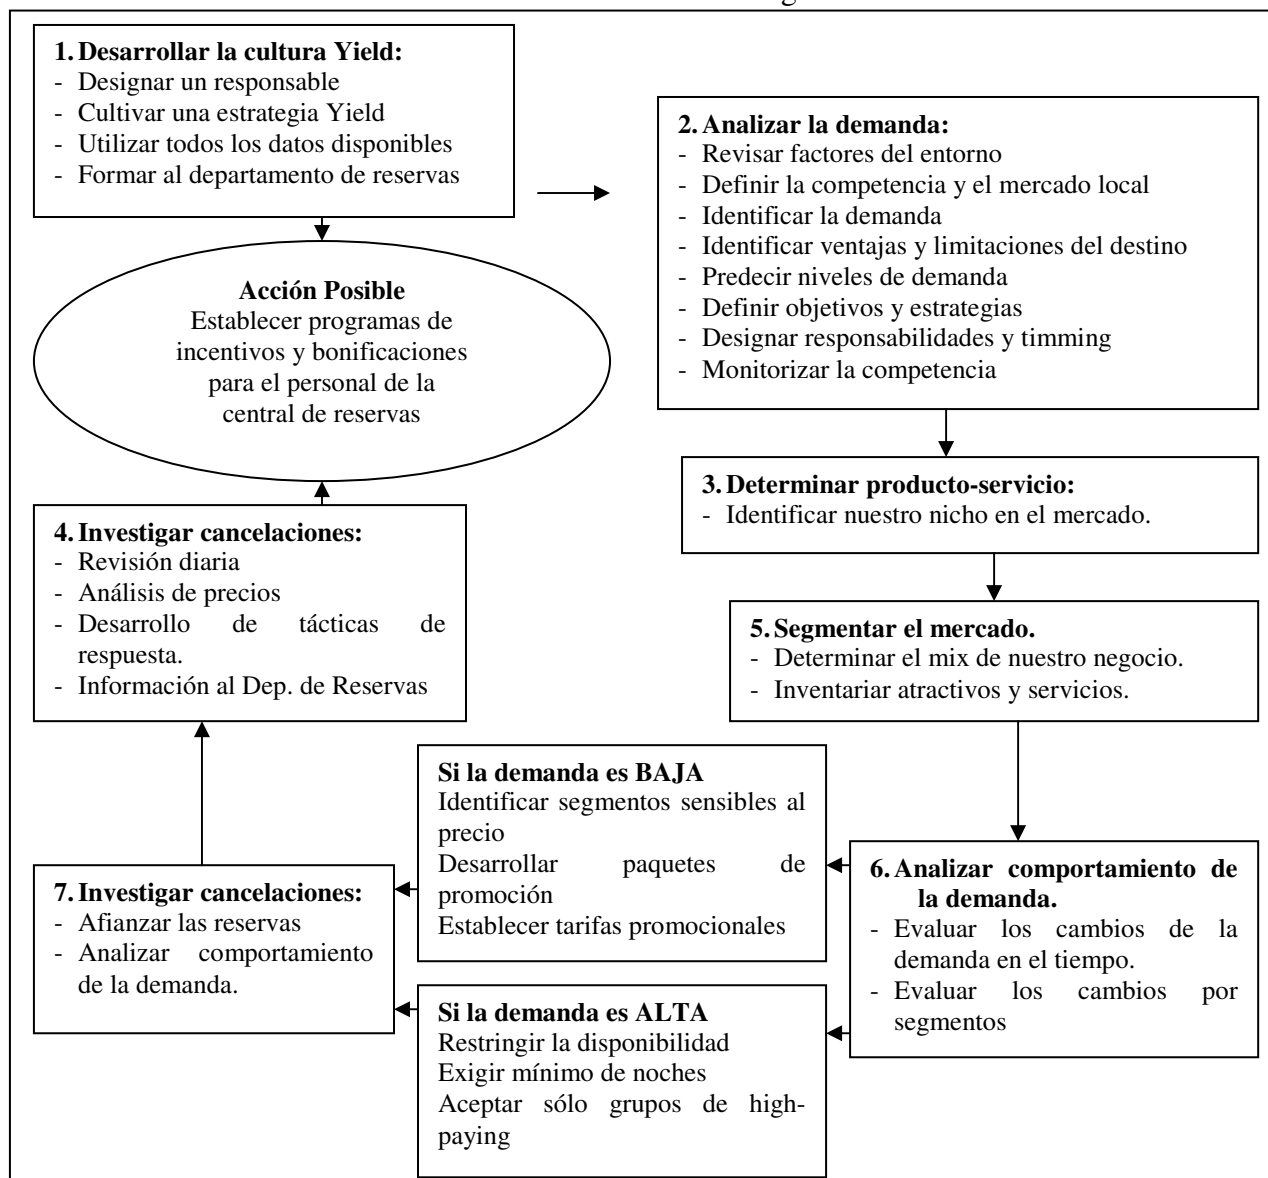 1. Desarrollar la cultura Yield:
- Designar un responsable
- Cultivar una estrategia Yield
- Utilizar todos los datos disponibles
- Formar al departamento de reservas
2. Analizar la demanda:
- Revisar factores del entorno
- Definir la competencia y el mercado local
- Identificar la demanda
- Identificar ventajas y limitaciones del destino
- Predecir niveles de demanda
- Definir objetivos y estrategias
- Designar responsabilidades y timming
- Monitorizar la competencia
Acción Posible
Establecer programas de
incentivos y bonificaciones
para el personal de la
central de reservas
3. Determinar producto-servicio:
- Identificar nuestro nicho en el mercado.
4. Investigar cancelaciones:
- Revisión diaria
- Análisis de precios
- Desarrollo de tácticas de
respuesta.
- Información al Dep. de Reservas
5. Segmentar el mercado.
- Determinar el mix de nuestro negocio.
- Inventariar atractivos y servicios.
Si la demanda es BAJA
Identificar segmentos sensibles al
precio
Desarrollar paquetes de
promoción
Establecer tarifas promocionales
6. Analizar comportamiento de
la demanda.
- Evaluar los cambios de la
demanda en el tiempo.
- Evaluar los cambios por
segmentos
7. Investigar cancelaciones:
- Afianzar las reservas
- Analizar comportamiento
de la demanda.
Si la demanda es ALTA
Restringir la disponibilidad
Exigir mínimo de noches
Aceptar sólo grupos de high-
paying